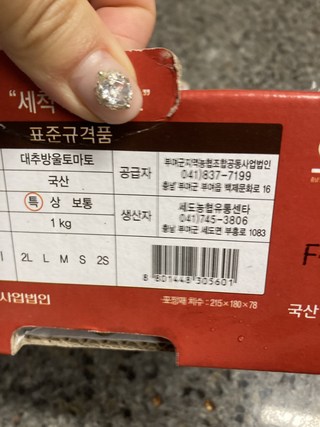 “세척
표준규격품
대추방울토마토
국산
특 상 보통
1 kg
2L L M S 2S
공급자
부여군지역농협조합공동사업법인
041)837-7199
충남 부여군 부여읍 백제문화로 16
생산자
세도농협유통센타
041)745-3806
충남 부여군 세도면 부흥로 1083
8 801448 305601
사업법인
포장재 치수 : 215×180×78
국산